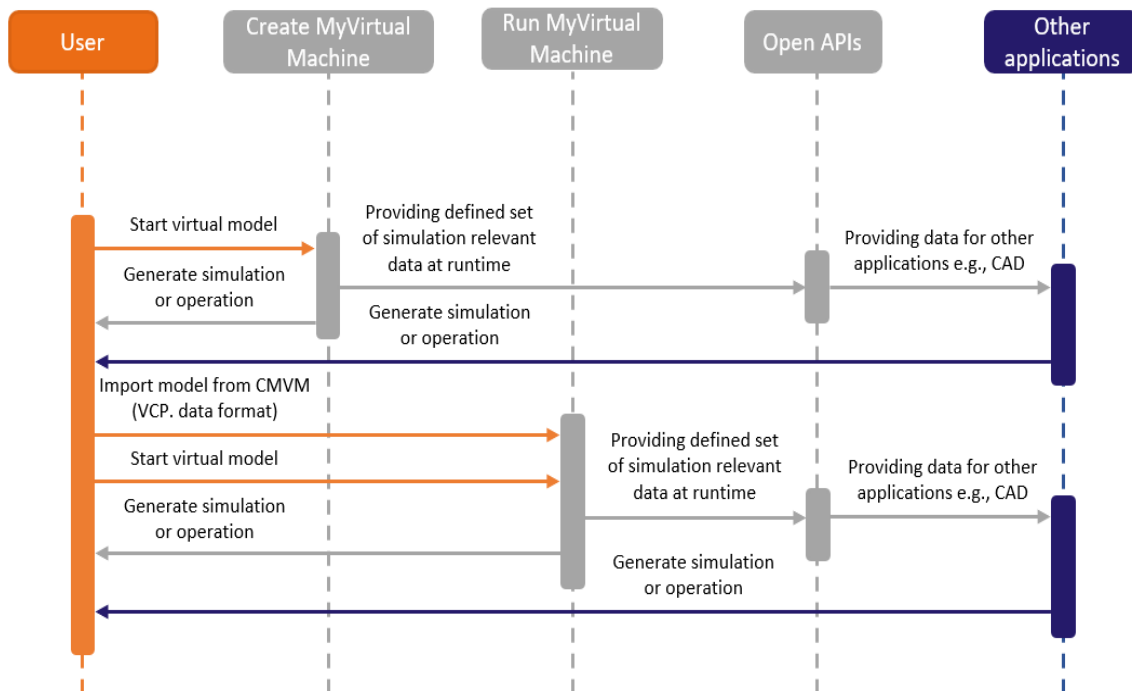 User
Create MyVirtual
Machine
Run MyVirtual
Machine
Open APIs
Other
applications
Start virtual model
Providing defined set
of simulation relevant
data at runtime
Providing data for other
applications e.g., CAD
Generate simulation
or operation
Generate simulation
or operation
Import model from CMVM
(VCP. data format)
Start virtual model
Providing defined set
of simulation relevant
data at runtime
Providing data for other
applications e.g., CAD
Generate simulation
or operation
Generate simulation
or operation